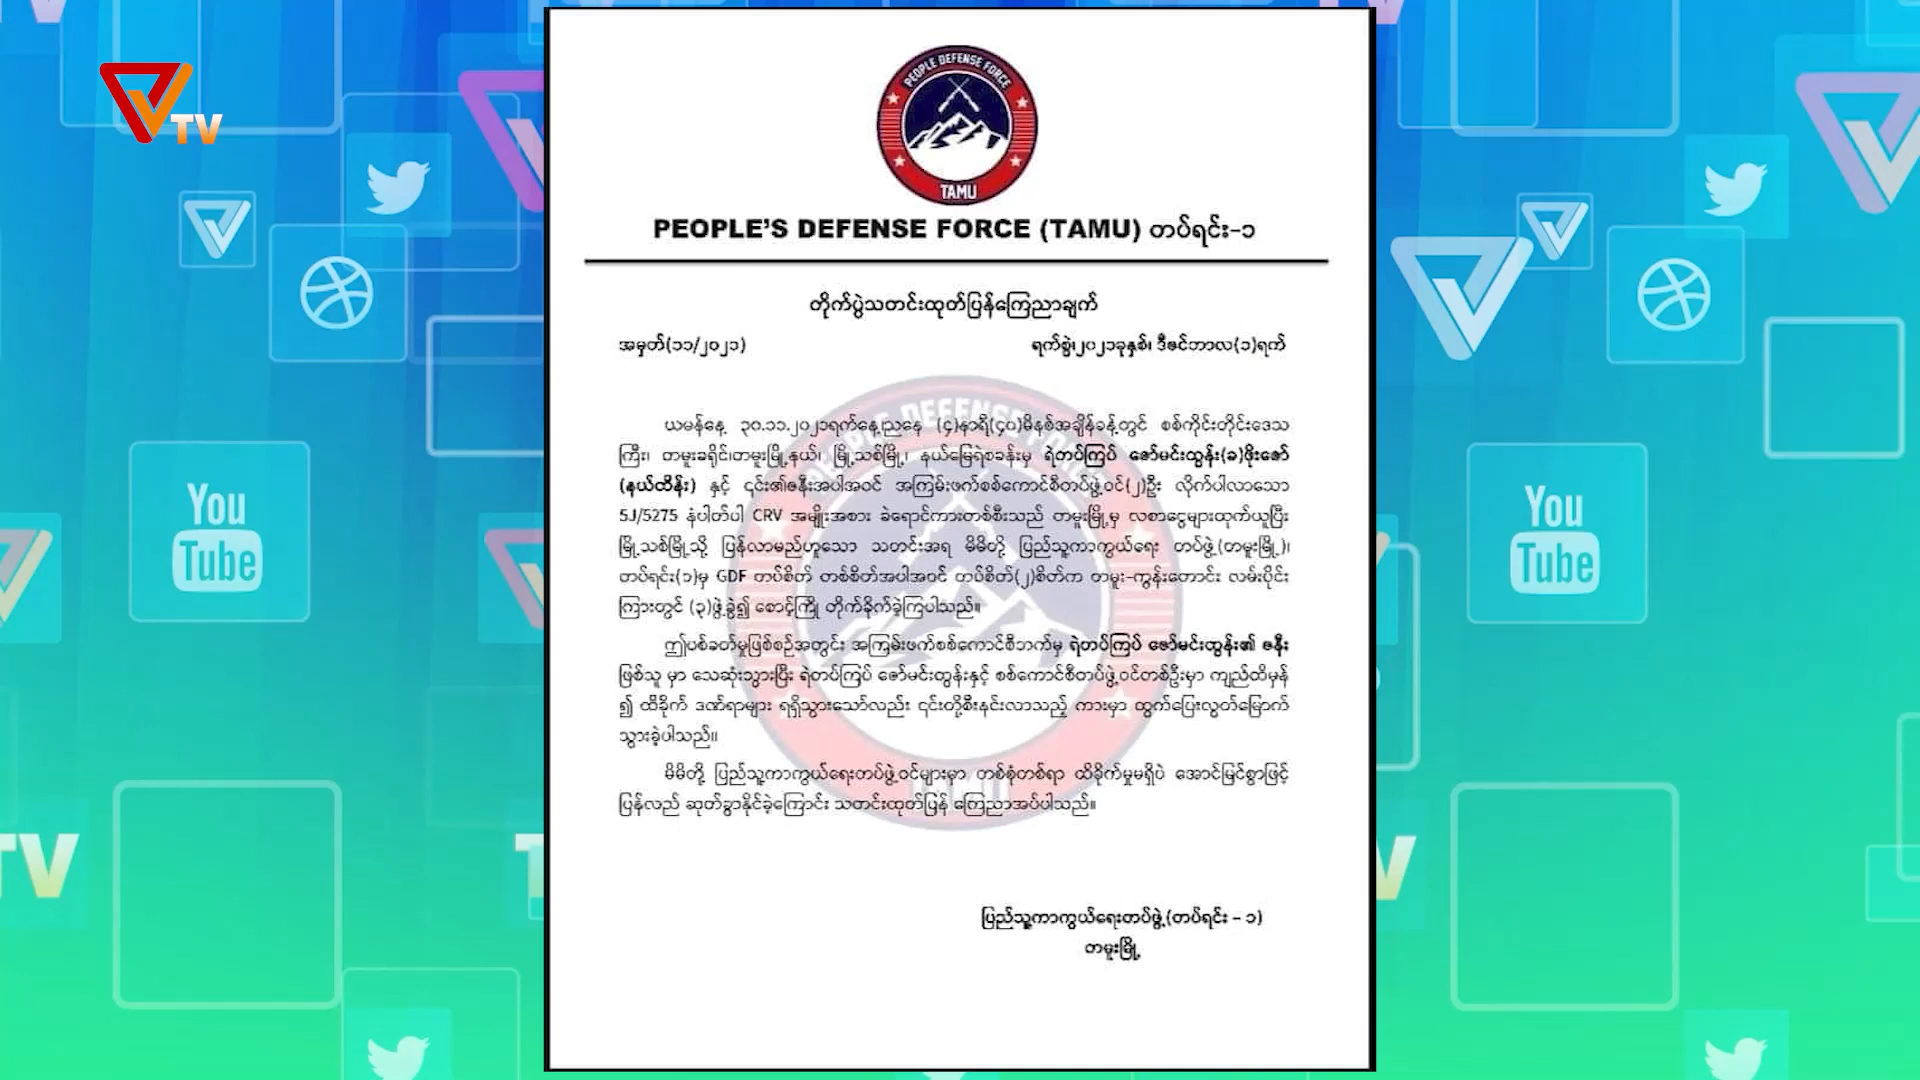 TV
PEOPLE DEFENSE FORCE
TAMU
PEOPLE'S DEFENSE FORCE (TAMU) တပ်ရင်း-၁
တိုက်ပွဲသတင်းထုတ်ပြန်ကြေညာချက်
အမှတ်(၁၁/၂၀၂၁)
ရက်စွဲ၊၂၀၂၁ခုနှစ်၊ ဒီဇင်ဘာလ(၁)ရက်
ယမန်နေ့ ၃၀.၁၁.၂၀၂၁ရက်နေ့၊ညနေ (၄)နာရီ(၄၀)မိနစ်အချိန်ခန့်တွင် စစ်ကိုင်းတိုင်းဒေသ
ကြီး၊ တမူးခရိုင်၊တမူးမြို့နယ်၊ မြို့သစ်မြို့၊ နယ်မြေရဲစခန်းမှ ရဲတပ်ကြပ် ဇော်မင်းထွန်း(ခ)ဖိုးဇော်
(နယ်ထိန်း) နှင့် ၎င်း၏ဇနီးအပါအဝင် အကြမ်းဖက်စစ်ကောင်စီတပ်ဖွဲ့ဝင်(၂)ဦး လိုက်ပါလာသော
5J/5275 နံပါတ်ပါ CRV အမျိုးအစား ခဲရောင်ကားတစ်စီးသည် တမူးမြို့မှ လစာငွေများထုတ်ယူပြီး
မြို့သစ်မြို့သို့ ပြန်လာမည်ဟူသော သတင်းအရ မိမိတို့ ပြည်သူ့ကာကွယ်ရေး တပ်ဖွဲ့(တမူးမြို့)၊
တပ်ရင်း(၁)မှ GDF တပ်စိတ် တစ်စိတ်အပါအဝင် တပ်စိတ်(၂)စိတ်က တမူး-ကွန်းတောင်း လမ်းပိုင်း
ကြားတွင် (၃)ဖွဲ့ခွဲ၍ စောင့်ကြို တိုက်ခိုက်ခဲ့ကြပါသည်။
ဤပစ်ခတ်မှုဖြစ်စဉ်အတွင်း အကြမ်းဖက်စစ်ကောင်စီဘက်မှ ရဲတပ်ကြပ် ဇော်မင်းထွန်း၏ ဇနီး
ဖြစ်သူ မှာ သေဆုံးသွားပြီး ရဲတပ်ကြပ် ဇော်မင်းထွန်းနှင့် စစ်ကောင်စီတပ်ဖွဲ့ဝင်တစ်ဦးမှာ ကျည်ထိမှန်
၍ ထိခိုက် ဒဏ်ရာများ ရရှိသွားသော်လည်း ၎င်းတို့စီးနင်းလာသည့် ကားမှာ ထွက်ပြေးလွတ်မြောက်
သွားခဲ့ပါသည်။
မိမိတို့ ပြည်သူ့ကာကွယ်ရေးတပ်ဖွဲ့ဝင်များမှာ တစ်စုံတစ်ရာ ထိခိုက်မှုမရှိပဲ အောင်မြင်စွာဖြင့်
ပြန်လည် ဆုတ်ခွာနိုင်ခဲ့ကြောင်း သတင်းထုတ်ပြန် ကြေညာအပ်ပါသည်။
ပြည်သူ့ကာကွယ်ရေးတပ်ဖွဲ့(တပ်ရင်း – ၁)
တမူးမြို့
You
Tube
You
Tube
TV